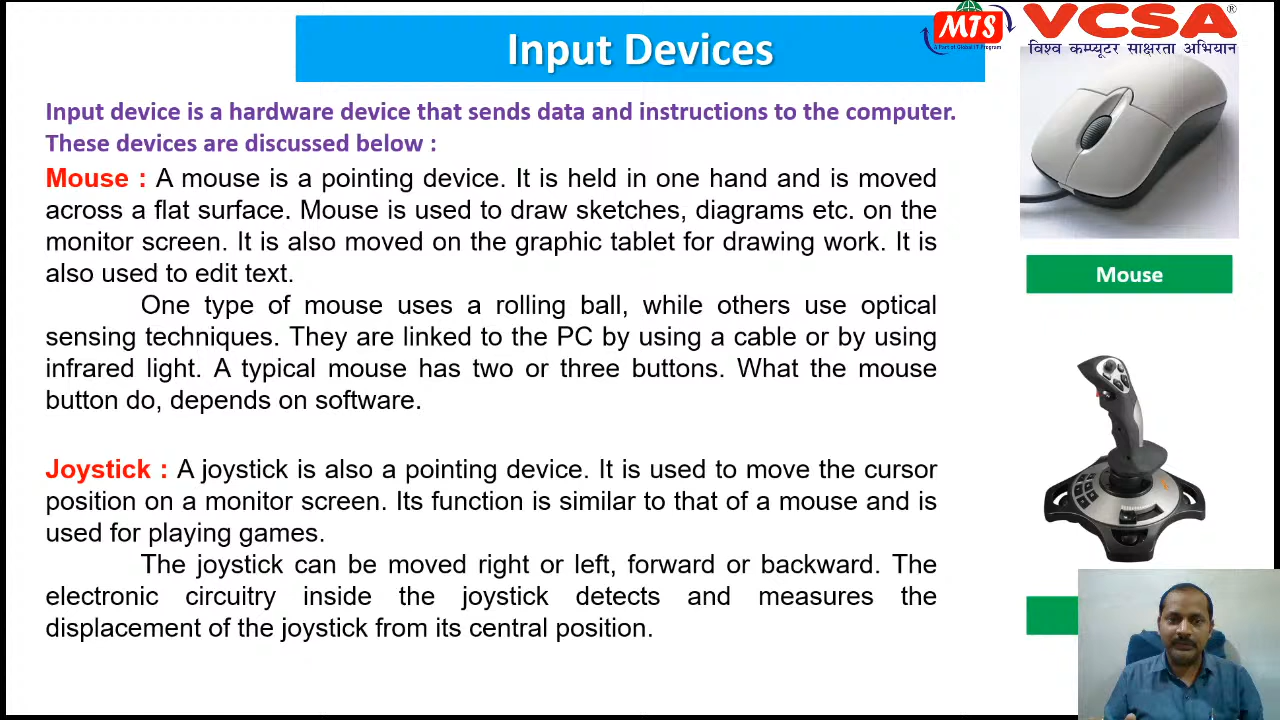 Input Devices
MTS
A Part of Global IT Program
VCSA®
विश्व कम्प्यूटर साक्षरता अभियान
Input device is a hardware device that sends data and instructions to the computer.
These devices are discussed below :
Mouse : A mouse is a pointing device. It is held in one hand and is moved
across a flat surface. Mouse is used to draw sketches, diagrams etc. on the
monitor screen. It is also moved on the graphic tablet for drawing work. It is
also used to edit text.
One type of mouse uses a rolling ball, while others use optical
sensing techniques. They are linked to the PC by using a cable or by using
infrared light. A typical mouse has two or three buttons. What the mouse
button do, depends on software.
Mouse
Joystick : A joystick is also a pointing device. It is used to move the cursor
position on a monitor screen. Its function is similar to that of a mouse and is
used for playing games.
The joystick can be moved right or left, forward or backward. The
electronic circuitry inside the joystick detects and measures the
displacement of the joystick from its central position.